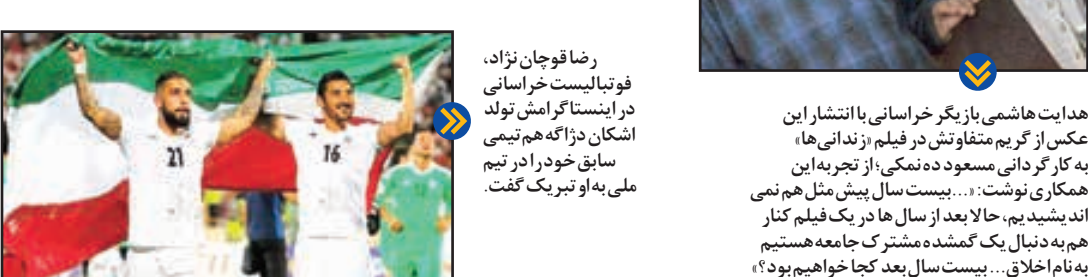 هدایت هاشمی بازیگر خراسانی با انتشار این
عکس از گریم متفاوتش در فیلم «زندانی‌ها»
به کارگردانی مسعود ده نمکی؛ از تجربه این
همکاری نوشت: «...بیست سال پیش مثل هم نمی
اندیشیدیم، حالا بعد از سال ها در یک فیلم کنار
هم به دنبال یک گمشده مشترک جامعه هستیم
به نام اخلاق... بیست سال بعد کجا خواهیم بود؟»
رضا قوچان نژاد،
فوتبالیست خراسانی
در اینستاگرامش تولد
اشکان دژاگه هم تیمی
سابق خود را در تیم
ملی به او تبریک گفت.
21
16